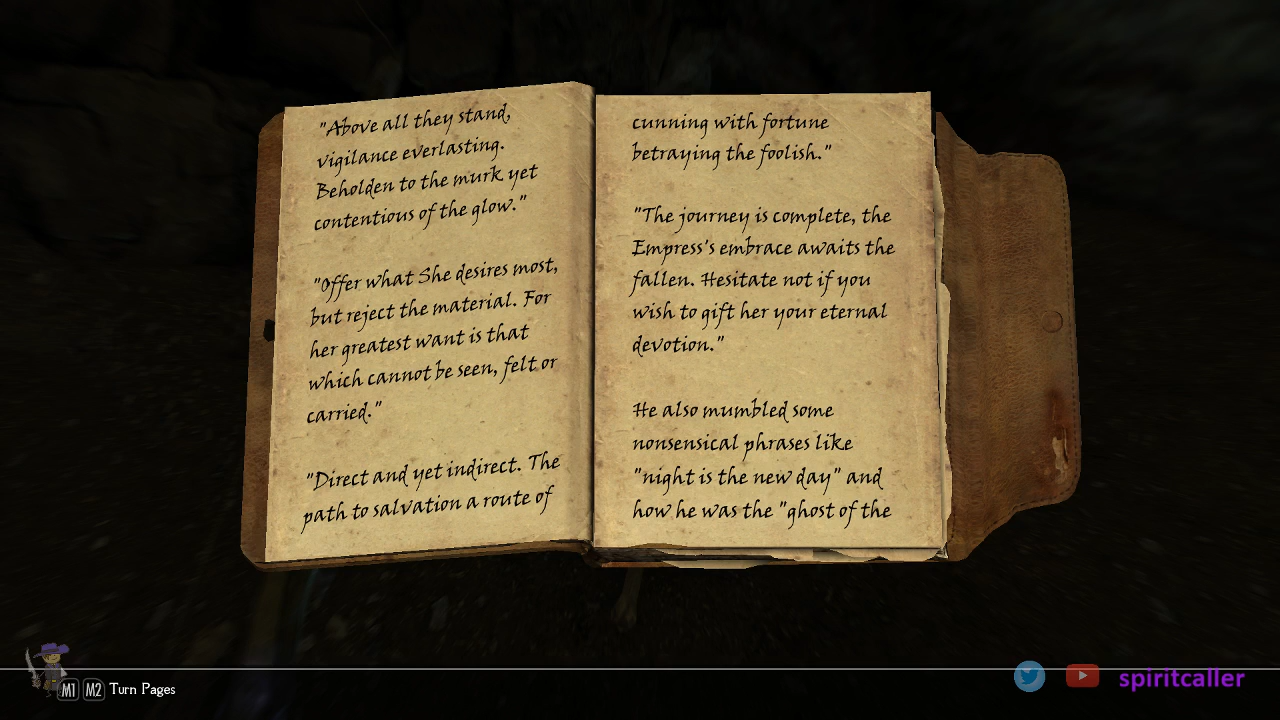 "Above all they stand,
vigilance everlasting.
Beholden to the murk yet
contentious of the glow."
"Offer what She desires most,
but reject the material. For
her greatest want is that
which cannot be seen, felt or
carried."
"Direct and yet indirect. The
path to salvation a route of
cunning with fortune
betraying the foolish."
"The journey is complete, the
Empress's embrace awaits the
fallen. Hesitate not if you
wish to gift her your eternal
devotion."
He also mumbled some
nonsensical phrases like
"night is the new day" and
how he was the "ghost of the
M1 M2 Turn Pages
spiritcaller